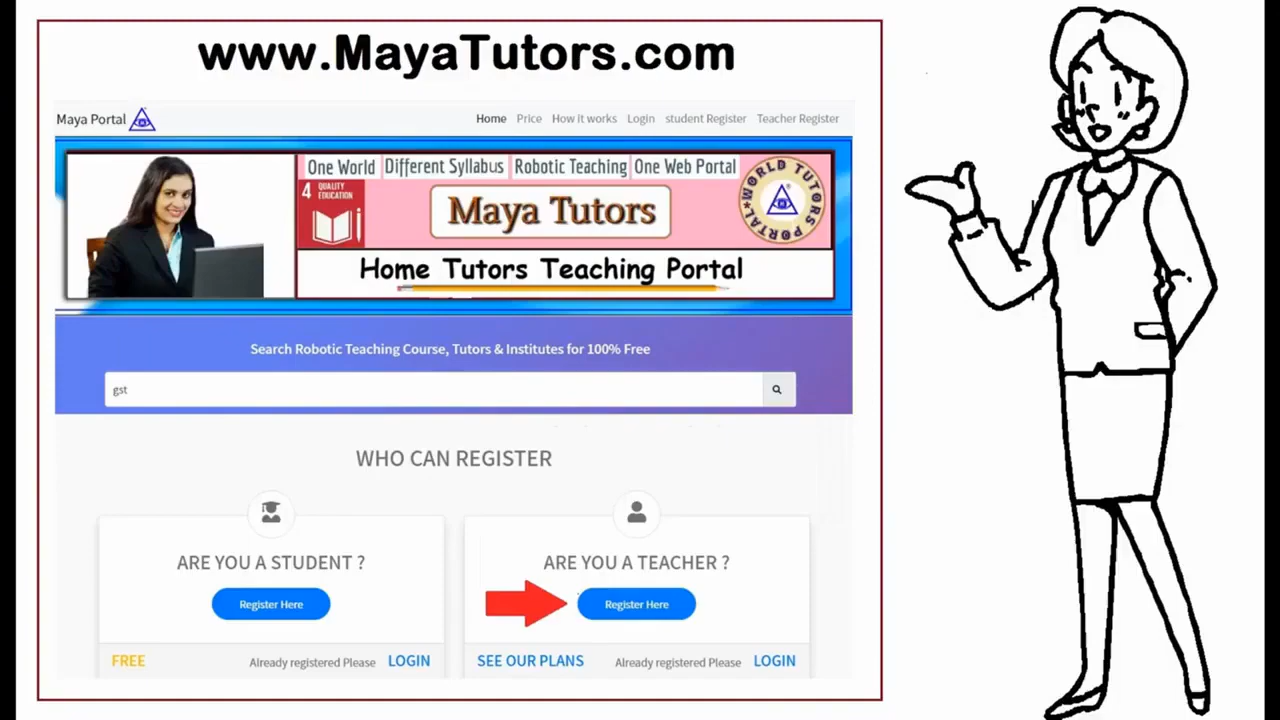 www.MayaTutors.com
Maya Portal Home Price How it works Login student Register Teacher Register
One World Different Syllabus Robotic Teaching One Web Portal
4 QUALITY EDUCATION
Maya Tutors
WORLD TUTORS PORTAL
Home Tutors Teaching Portal
Search Robotic Teaching Course, Tutors & Institutes for 100% Free
gst
WHO CAN REGISTER
ARE YOU A STUDENT ? ARE YOU A TEACHER ?
Register Here Register Here
FREE Already registered Please LOGIN SEE OUR PLANS Already registered Please LOGIN